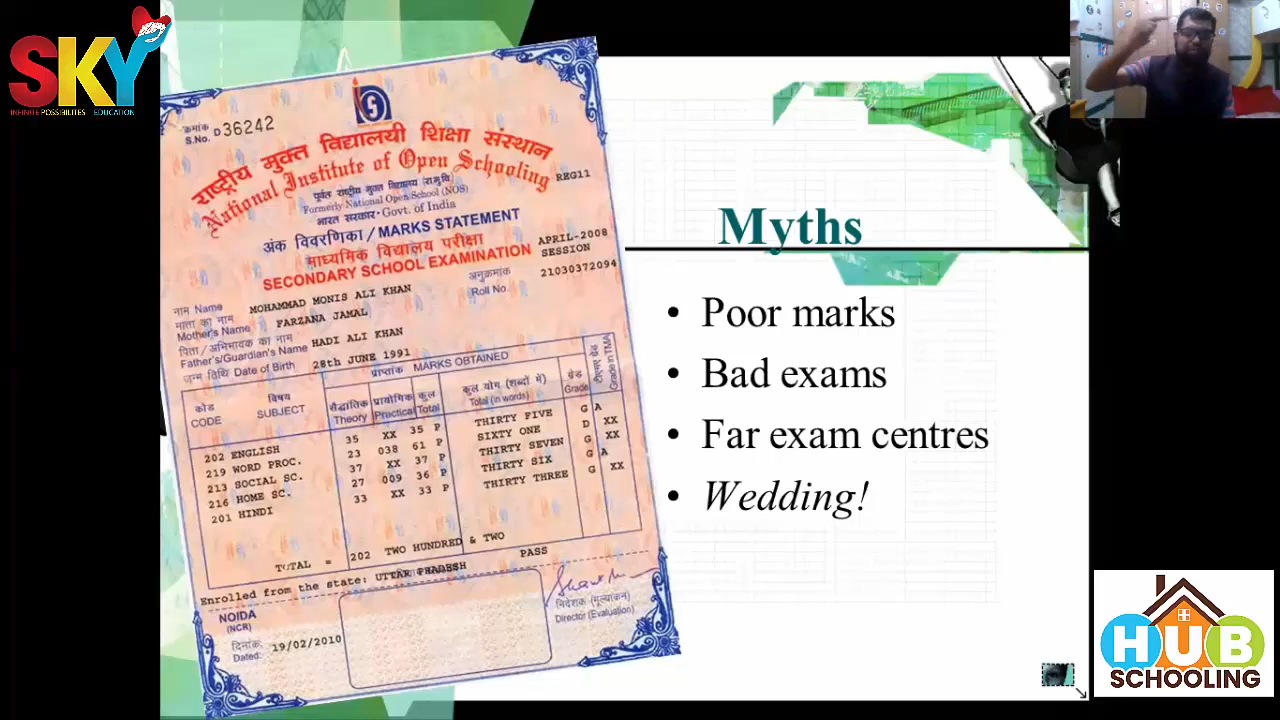 SKY
INFINITE POSSIBILITES EDUCATION
क्रमांक
S.No. D36242
राष्ट्रीय मुक्त विद्यालयी शिक्षा संस्थान
National Institute of Open Schooling
REG11
पूर्वतः राष्ट्रीय मुक्त विद्यालय (रामुवि)
Formerly National Open School (NOS)
भारत सरकार • Govt. of India
अंक विवरणिका / MARKS STATEMENT
माध्यमिक विद्यालय परीक्षा
SECONDARY SCHOOL EXAMINATION
APRIL-2008
SESSION
अनुक्रमांक
Roll No. 21030372094
नाम Name MOHAMMAD MONIS ALI KHAN
माता का नाम
Mother's Name FARZANA JAMAL
पिता / अभिभावक का नाम
Father's/Guardian's Name HADI ALI KHAN
जन्म तिथि Date of Birth 28th JUNE 1991
प्राप्तांक MARKS OBTAINED
कोड विषय सैद्धांतिक प्रायोगिक कुल कुल योग (शब्दों में) ग्रेड
CODE SUBJECT Theory Practical Total Total (in words) Grade Grade in TMA
202 ENGLISH 35 XX 35 P THIRTY FIVE G A
219 WORD PROC. 23 038 61 P SIXTY ONE D XX
213 SOCIAL SC. 37 XX 37 P THIRTY SEVEN G XX
216 HOME SC. 27 009 36 P THIRTY SIX G A
201 HINDI 33 XX 33 P THIRTY THREE G XX
TOTAL = 202 TWO HUNDRED & TWO
PASS
Enrolled from the state: UTTAR PRADESH
NOIDA
(NCR)
दिनांक
Dated: 19/02/2010
निदेशक (मूल्यांकन)
Director (Evaluation)
Myths
• Poor marks
• Bad exams
• Far exam centres
• Wedding!
HUB
SCHOOLING